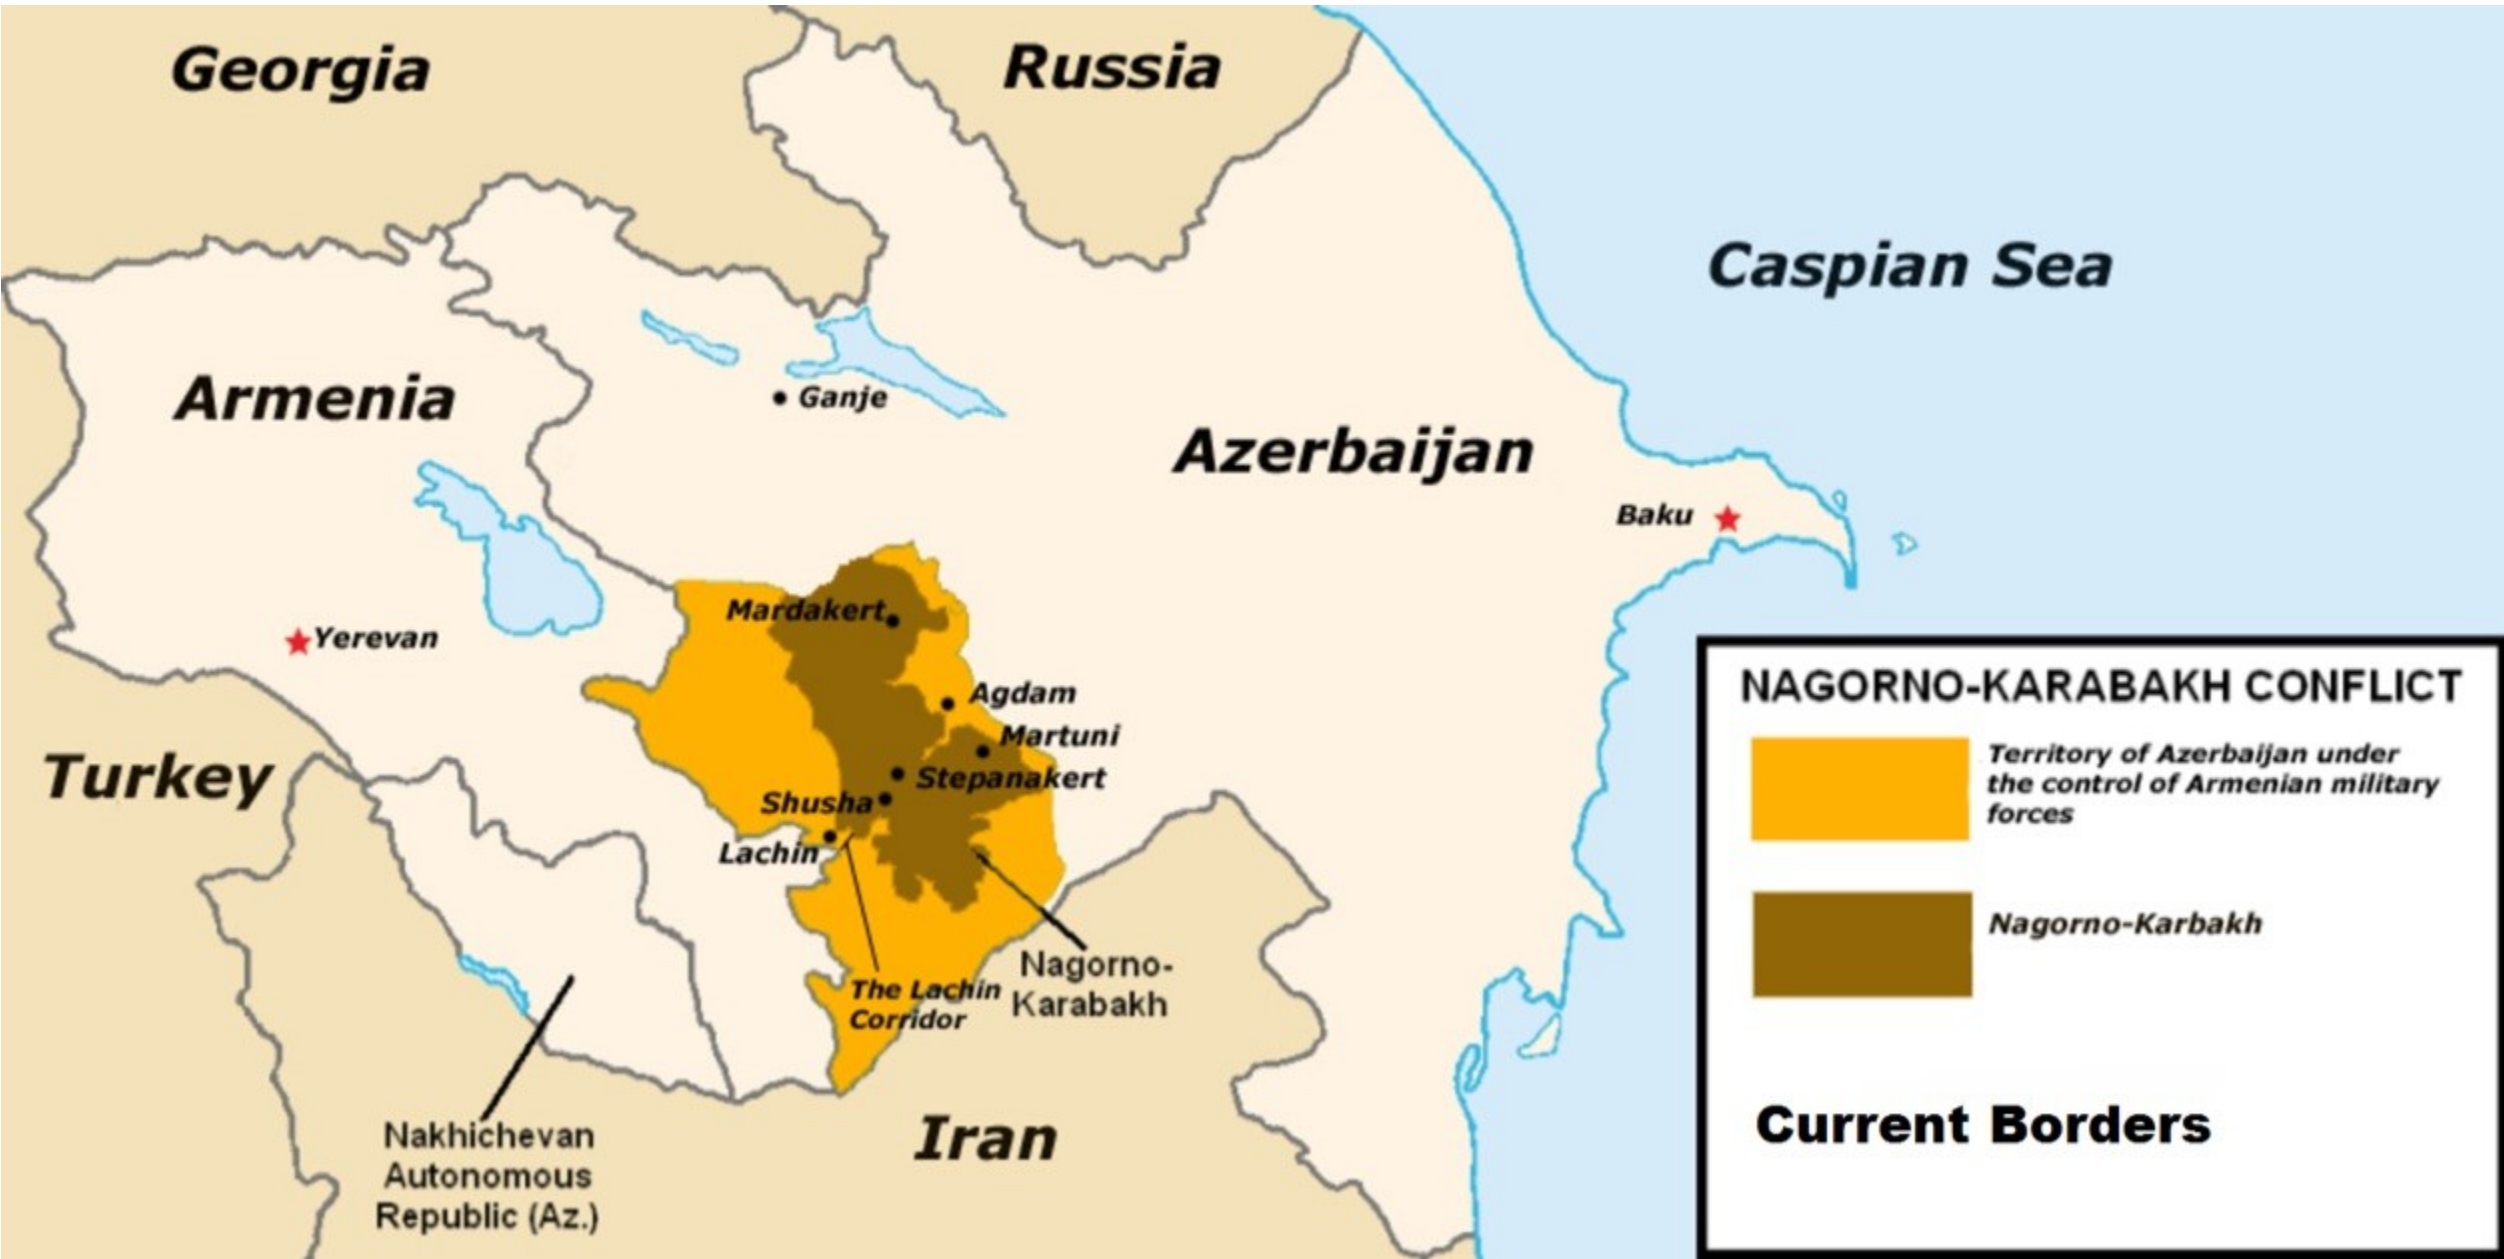 Georgia
Russia
Caspian Sea
Armenia
Ganje
Azerbaijan
Baku
Mardakert
Yerevan
Agdam
Martuni
Turkey
Stepanakert
Shusha
Lachin
The Lachin
Corridor
Nagorno-
Karabakh
Nakhichevan
Autonomous
Republic (Az.)
Iran
NAGORNO-KARABAKH CONFLICT
Territory of Azerbaijan under
the control of Armenian military
forces
Nagorno-Karbakh
Current Borders